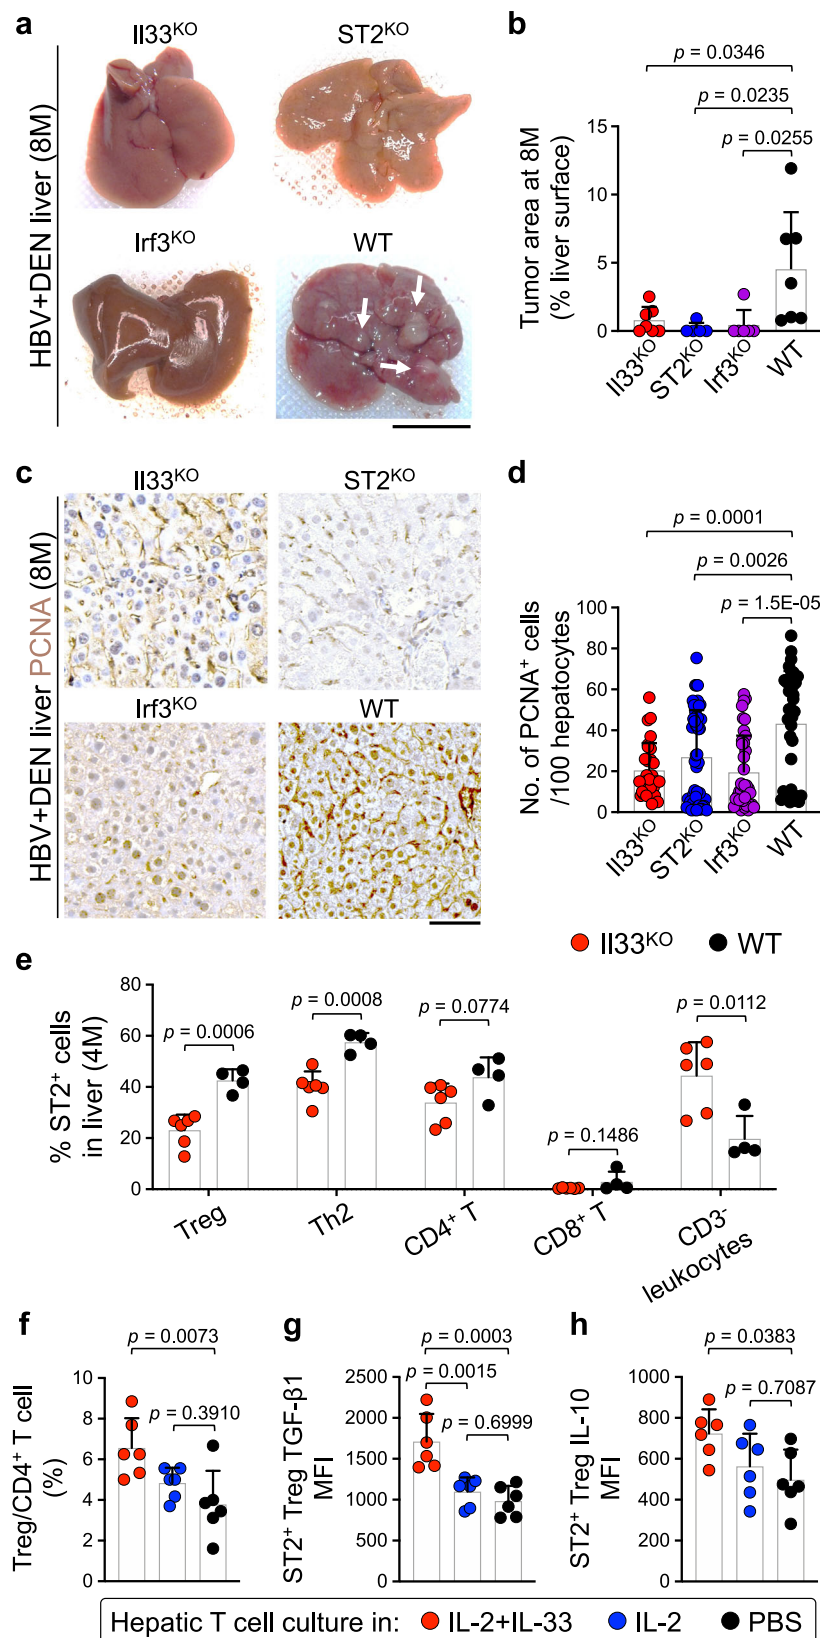 a
Il33KO
ST2KO
HBV+DEN liver (8M)
Irf3KO
WT
b
p = 0.0346
p = 0.0235
p = 0.0255
Tumor area at 8M
(% liver surface)
15
10
5
0
Il33KO
ST2KO
Irf3KO
WT
c
Il33KO
ST2KO
HBV+DEN liver PCNA (8M)
Irf3KO
WT
d
p = 0.0001
p = 0.0026
p = 1.5E-05
No. of PCNA+ cells
/100 hepatocytes
100
80
60
40
20
0
Il33KO
ST2KO
Irf3KO
WT
Il33KO
WT
e
% ST2+ cells
in liver (4M)
80
60
40
20
0
p = 0.0006
p = 0.0008
p = 0.0774
p = 0.1486
p = 0.0112
Treg
Th2
CD4+ T
CD8+ T
CD3-
leukocytes
f
p = 0.0073
p = 0.3910
Treg/CD4+ T cell
(%)
10
8
6
4
2
0
g
p = 0.0003
p = 0.0015
p = 0.6999
ST2+ Treg TGF-β1
MFI
2500
2000
1500
1000
500
0
h
p = 0.0383
p = 0.7087
ST2+ Treg IL-10
MFI
1000
800
600
400
200
0
Hepatic T cell culture in:
IL-2+IL-33
IL-2
PBS